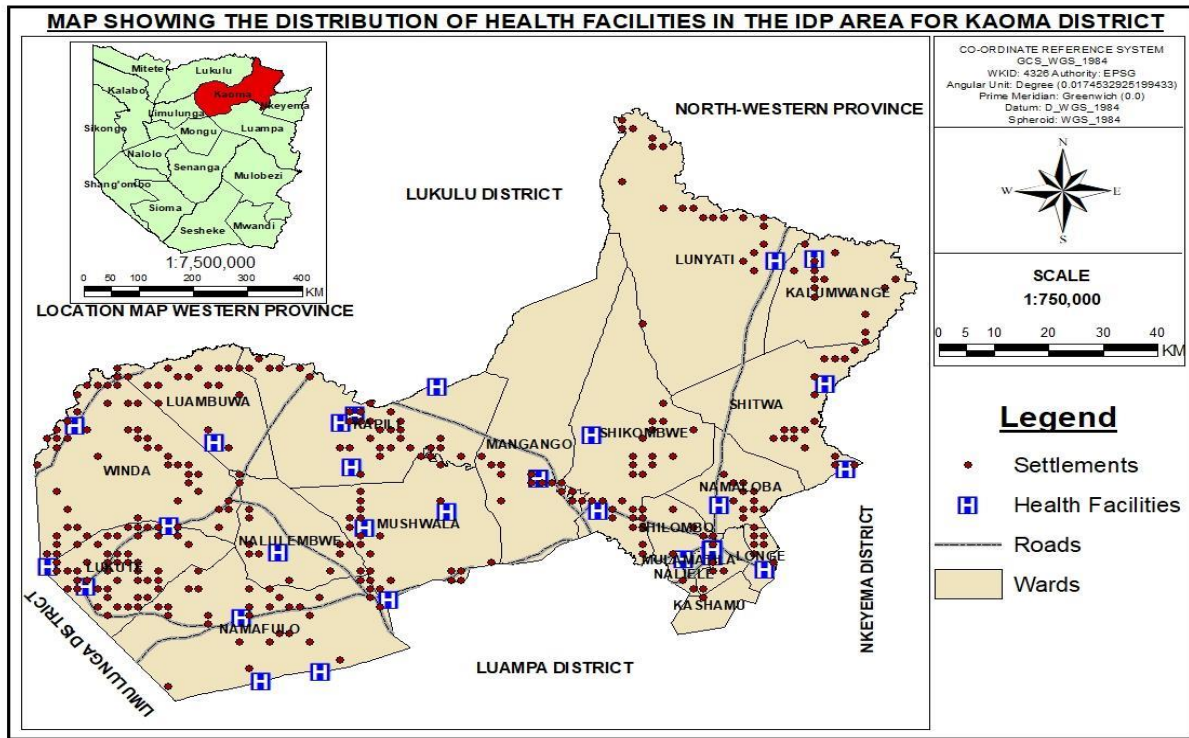 MAP SHOWING THE DISTRIBUTION OF HEALTH FACILITIES IN THE IDP AREA FOR KAOMA DISTRICT
Mitete
Lukulu
Kalabo
Kaoma
Nkeyema
Limulunga
Sikongo
Mongu
Luampa
Nalolo
Senanga
Shang'ombo
Mulobezi
Sioma
Mwandi
Sesheke
1:7,500,000
0 50 100 200 300 400
KM
LOCATION MAP WESTERN PROVINCE
NORTH-WESTERN PROVINCE
LUKULU DISTRICT
LUNYATI
KALUMWANGE
LUAMBUWA
KAPILI
SHITWA
MANGANGO
SHIKOMBWE
WINDA
NAMALOBA
MUSHWALA
SHILOMBO
NALULEMBWE
MULAMATILA
LONGE
LUKUTE
NALIELE
KASHAMU
NAMAFULO
LIMULUNGA DISTRICT
LUAMPA DISTRICT
NKEYEMA DISTRICT
CO-ORDINATE REFERENCE SYSTEM
GCS_WGS_1984
WKID: 4326 Authority: EPSG
Angular Unit: Degree (0.0174532925199433)
Prime Meridian: Greenwich (0.0)
Datum: D_WGS_1984
Spheroid: WGS_1984
N
W E
S
SCALE
1:750,000
0 5 10 20 30 40
KM
Legend
Settlements
H Health Facilities
Roads
Wards